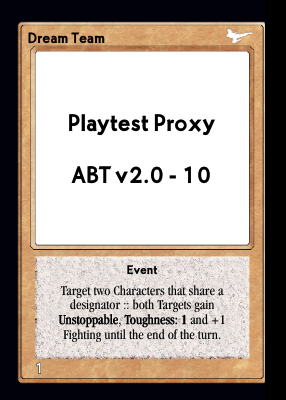 Dream Team
Playtest Proxy
ABT v2.0 - 10
Event
Target two Characters that share a
designator :: both Targets gain
Unstoppable, Toughness: 1 and +1
Fighting until the end of the turn.
1